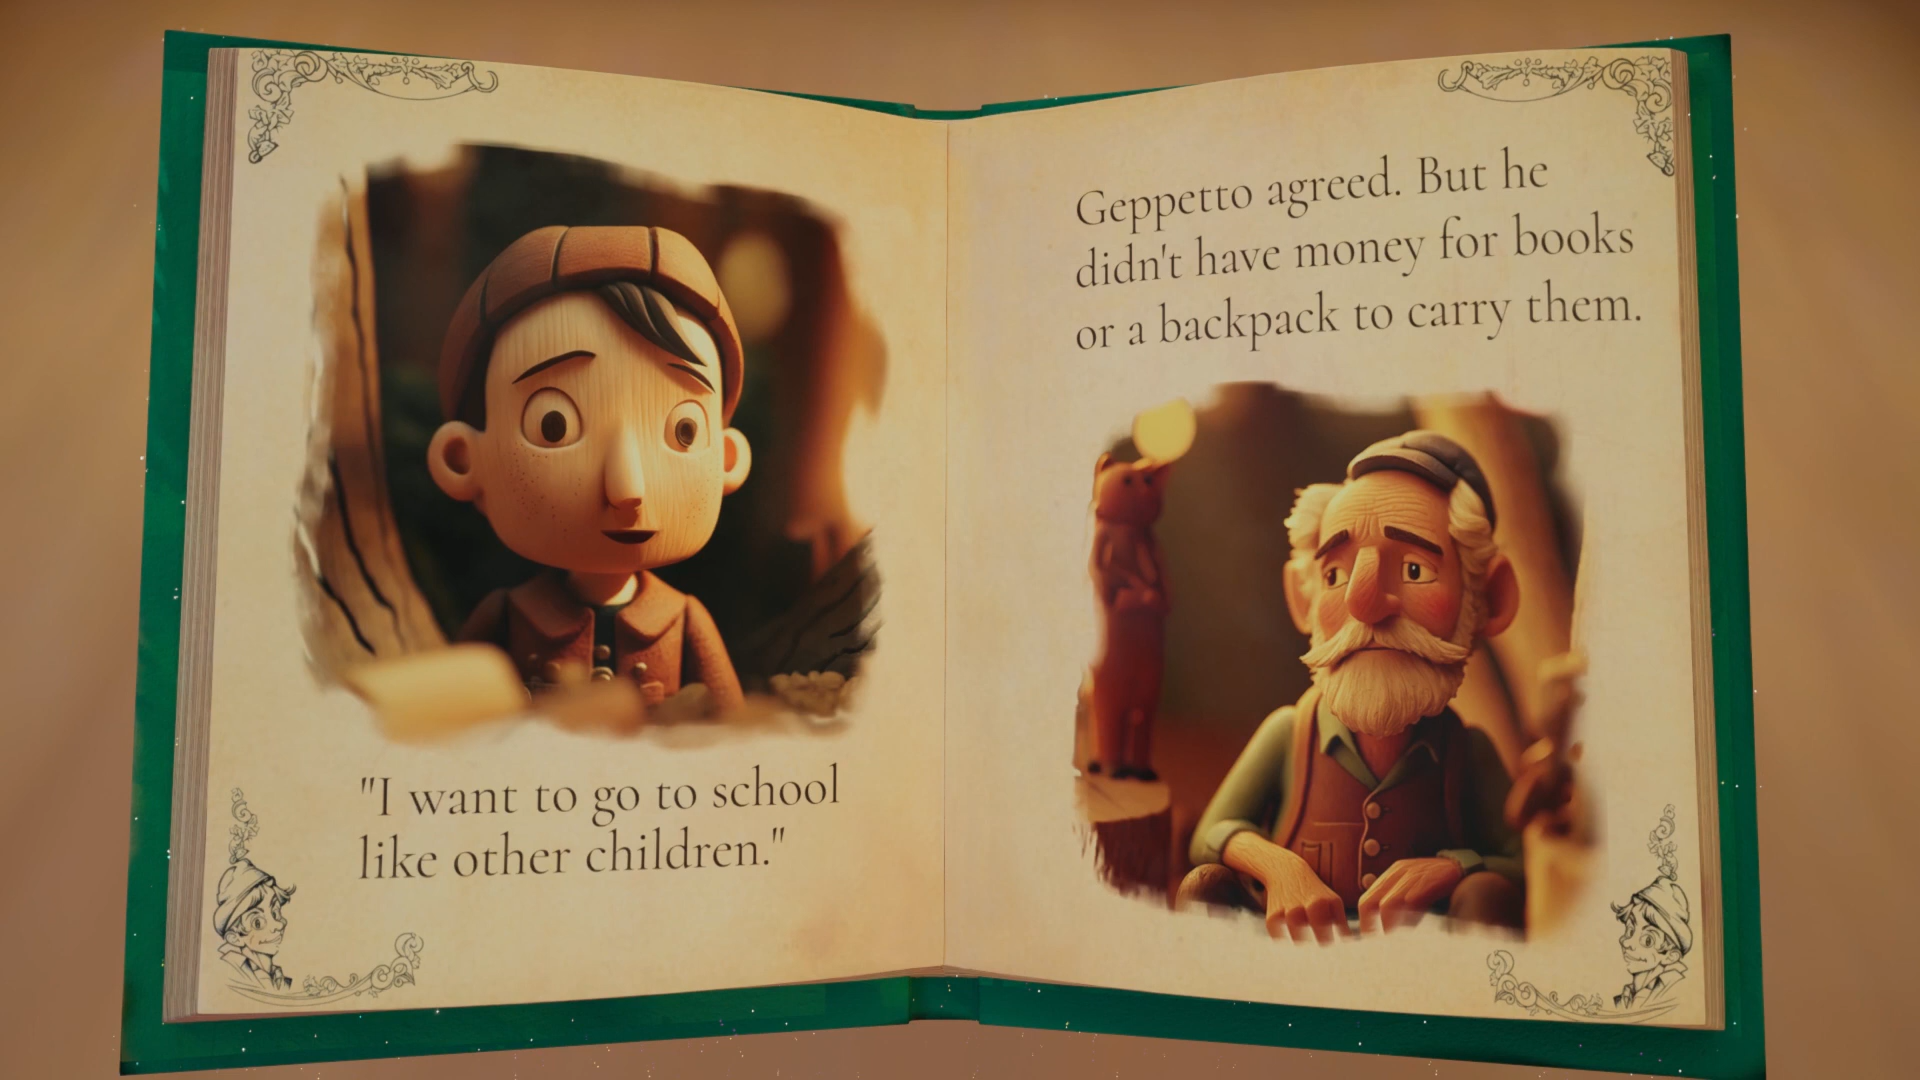 "I want to go to school
like other children."
Geppetto agreed. But he
didn't have money for books
or a backpack to carry them.